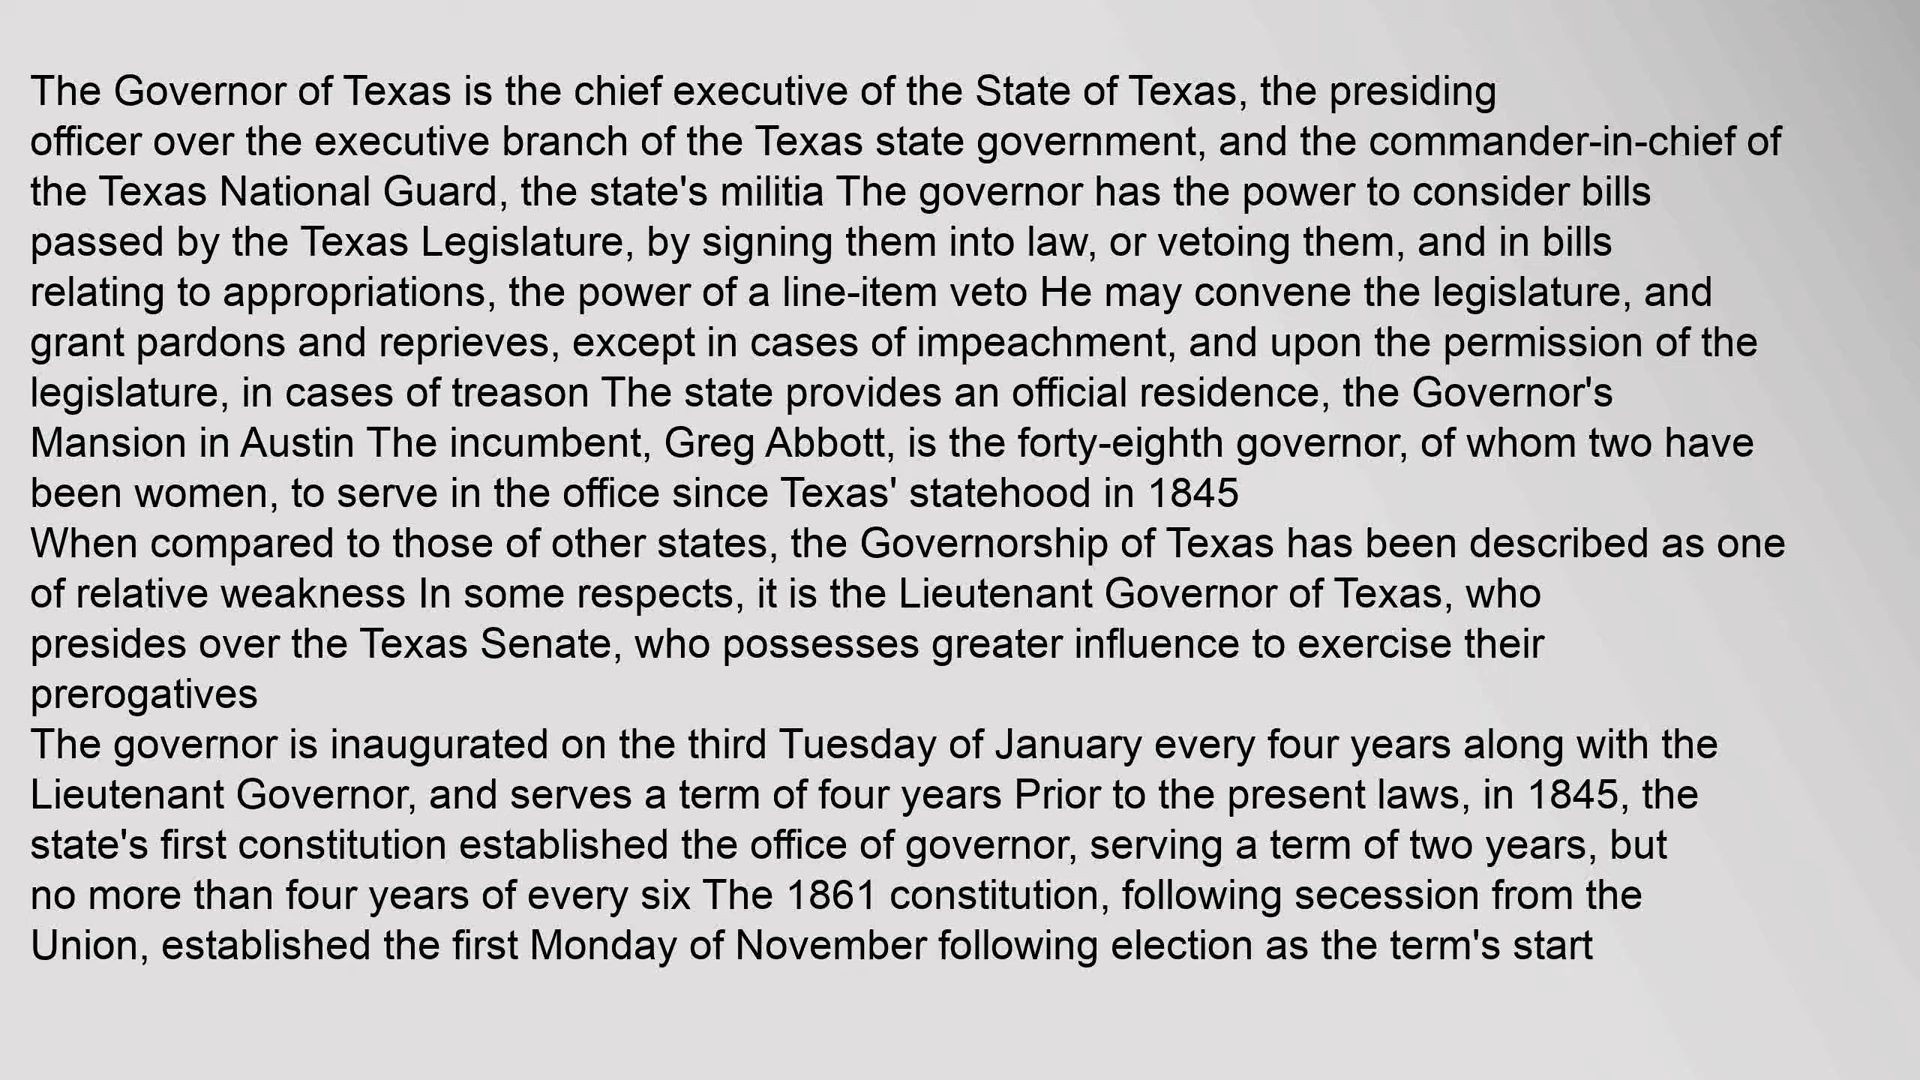 The Governor of Texas is the chief executive of the State of Texas, the presiding
officer over the executive branch of the Texas state government, and the commander-in-chief of
the Texas National Guard, the state's militia The governor has the power to consider bills
passed by the Texas Legislature, by signing them into law, or vetoing them, and in bills
relating to appropriations, the power of a line-item veto He may convene the legislature, and
grant pardons and reprieves, except in cases of impeachment, and upon the permission of the
legislature, in cases of treason The state provides an official residence, the Governor's
Mansion in Austin The incumbent, Greg Abbott, is the forty-eighth governor, of whom two have
been women, to serve in the office since Texas' statehood in 1845
When compared to those of other states, the Governorship of Texas has been described as one
of relative weakness In some respects, it is the Lieutenant Governor of Texas, who
presides over the Texas Senate, who possesses greater influence to exercise their
prerogatives
The governor is inaugurated on the third Tuesday of January every four years along with the
Lieutenant Governor, and serves a term of four years Prior to the present laws, in 1845, the
state's first constitution established the office of governor, serving a term of two years, but
no more than four years of every six The 1861 constitution, following secession from the
Union, established the first Monday of November following election as the term's start